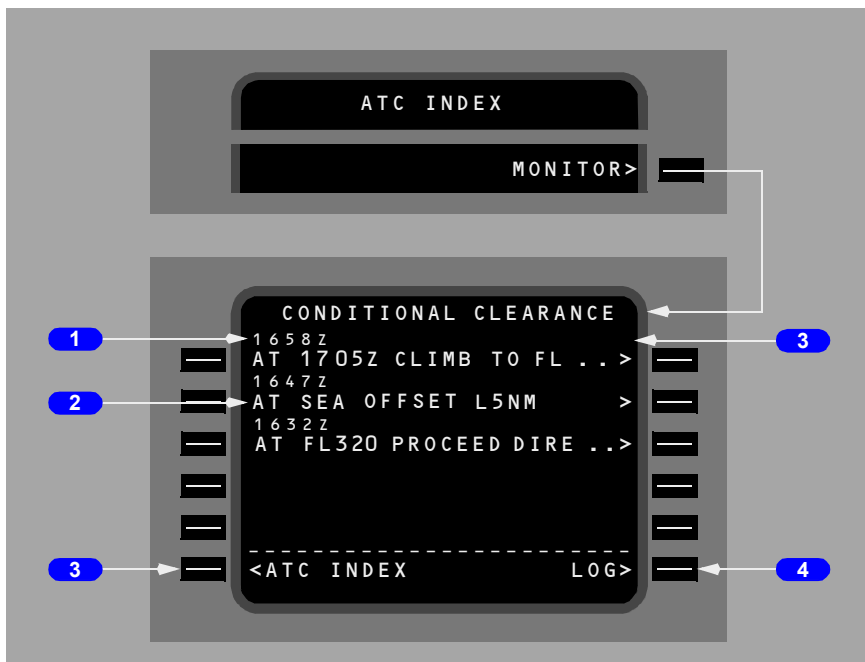 ATC INDEX
MONITOR>
CONDITIONAL CLEARANCE
1 1658Z 3
AT 1705Z CLIMB TO FL ..>
1647Z
2 AT SEA OFFSET L5NM >
1632Z
AT FL320 PROCEED DIRE ..>
3 <ATC INDEX LOG> 4